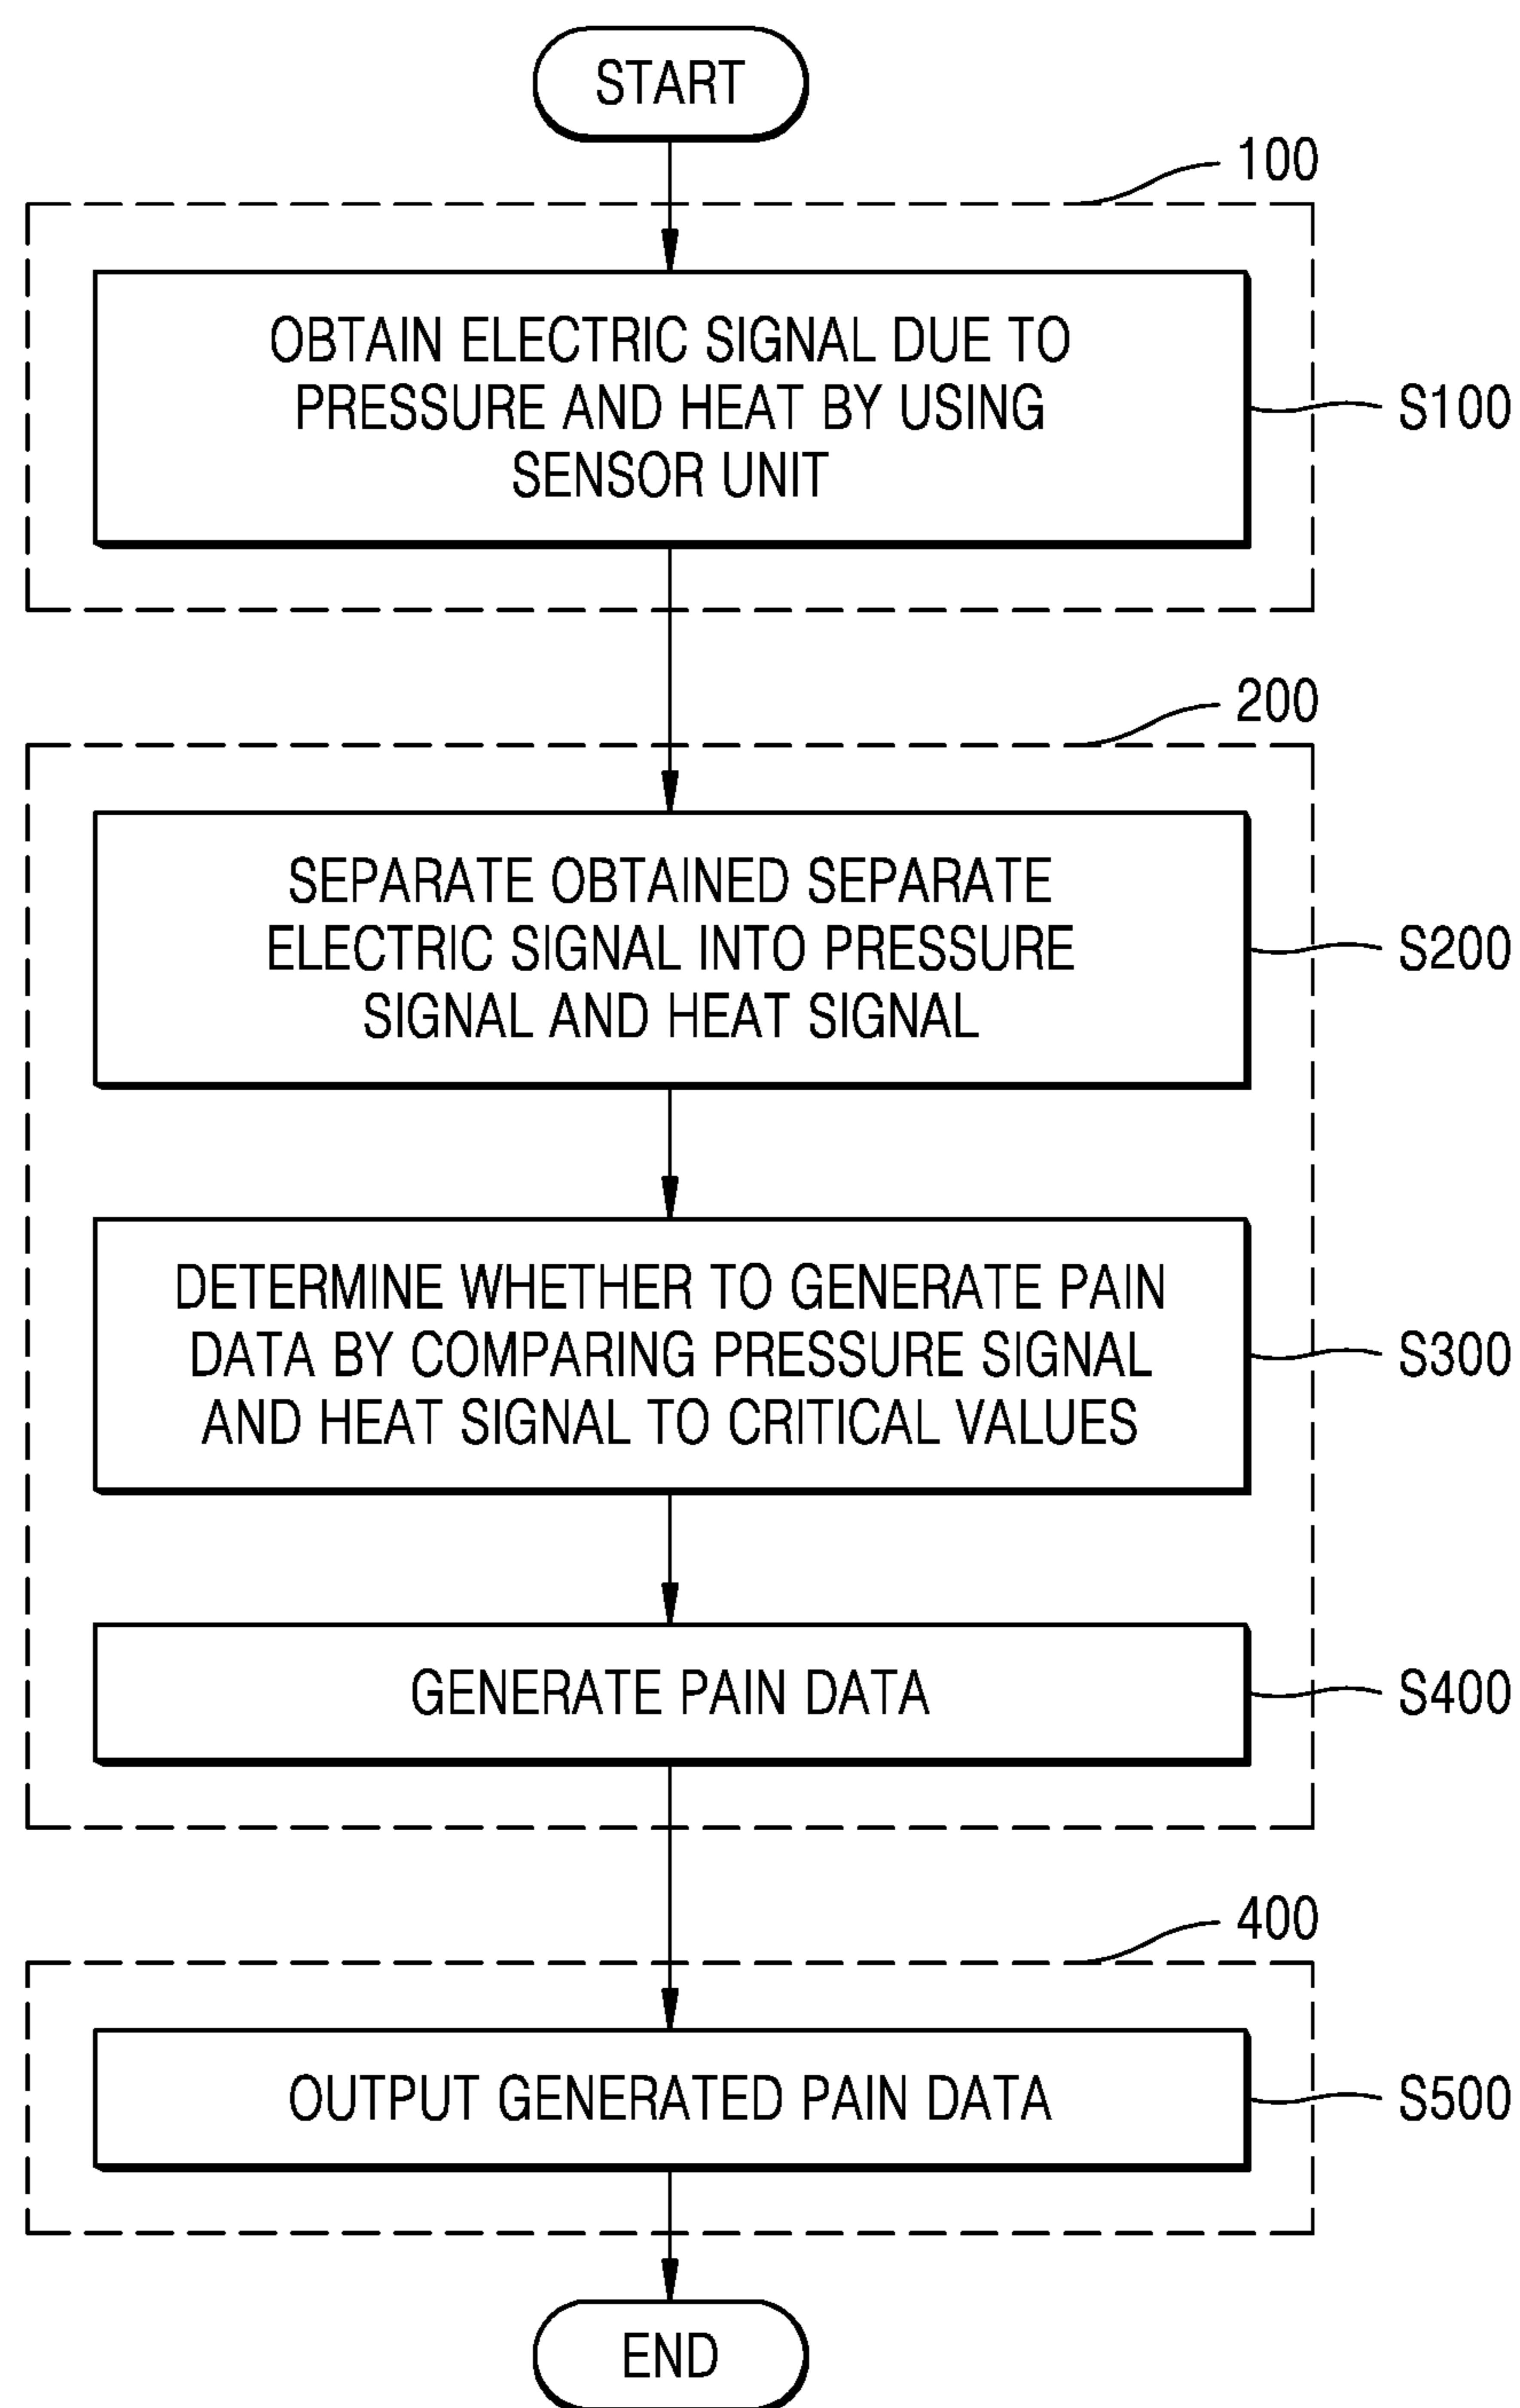 START
100
OBTAIN ELECTRIC SIGNAL DUE TO
PRESSURE AND HEAT BY USING
SENSOR UNIT
S100
200
SEPARATE OBTAINED SEPARATE
ELECTRIC SIGNAL INTO PRESSURE
SIGNAL AND HEAT SIGNAL
S200
DETERMINE WHETHER TO GENERATE PAIN
DATA BY COMPARING PRESSURE SIGNAL
AND HEAT SIGNAL TO CRITICAL VALUES
S300
GENERATE PAIN DATA
S400
400
OUTPUT GENERATED PAIN DATA
S500
END